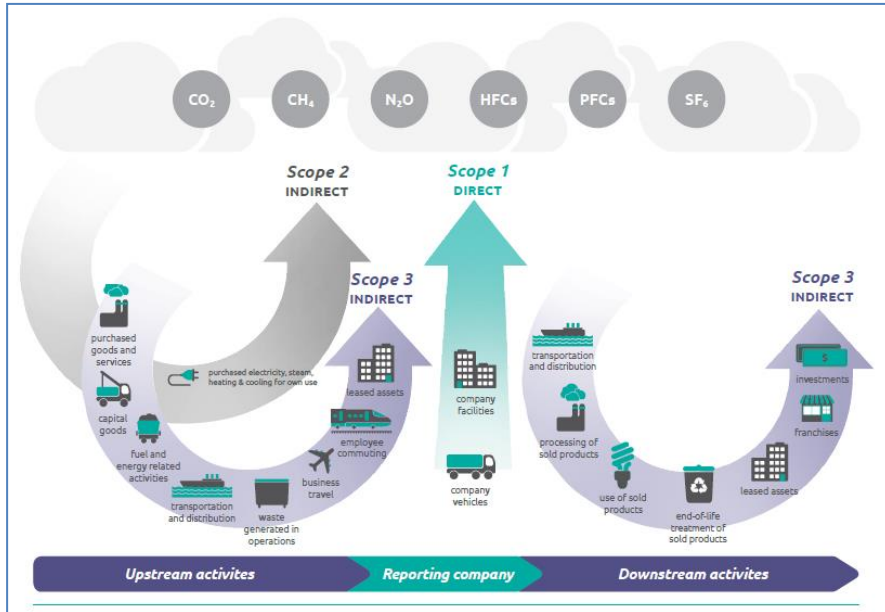 CO₂
CH₄
N₂O
HFCs
PFCs
SF₆
Scope 2
INDIRECT
Scope 1
DIRECT
Scope 3
INDIRECT
Scope 3
INDIRECT
purchased
goods and
services
capital
goods
fuel and
energy related
activities
transportation
and distribution
waste
generated in
operations
business
travel
employee
commuting
leased assets
purchased electricity, steam,
heating & cooling for own use
company
facilities
company
vehicles
transportation
and distribution
processing of
sold products
use of sold
products
end-of-life
treatment of
sold products
leased assets
franchises
investments
$
Upstream activites
Reporting company
Downstream activites